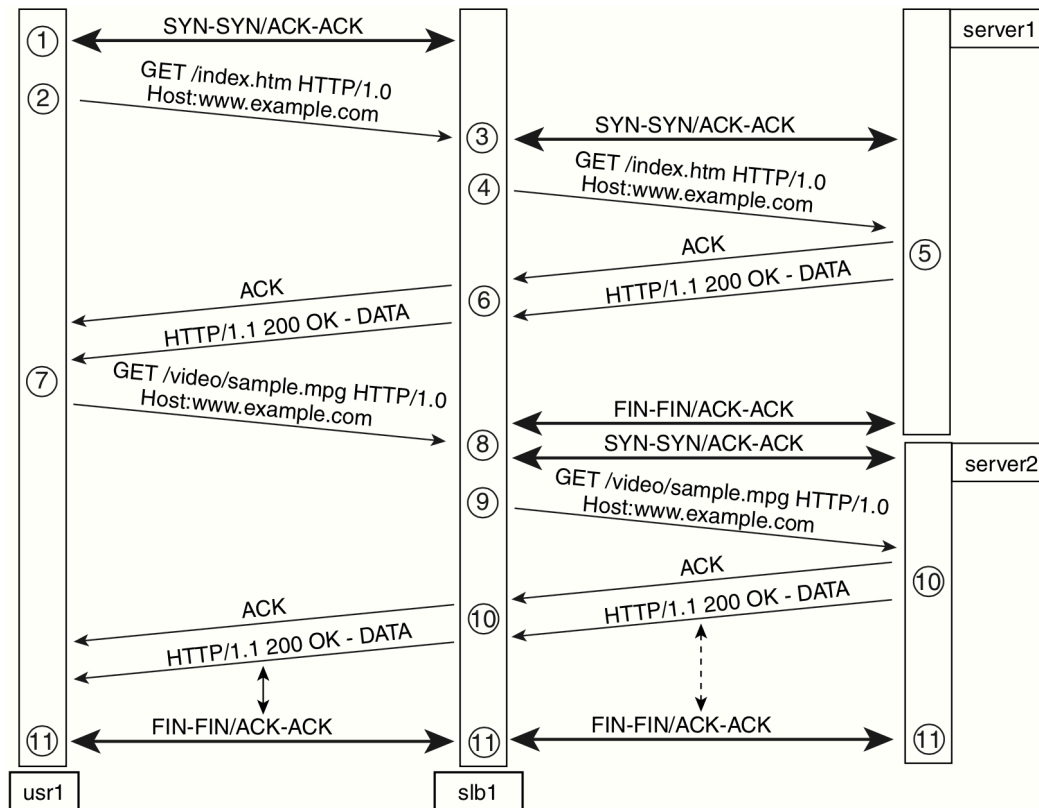 SYN-SYN/ACK-ACK
server1
①
GET /index.htm HTTP/1.0
Host:www.example.com
②
③
SYN-SYN/ACK-ACK
GET /index.htm HTTP/1.0
Host:www.example.com
④
ACK
⑤
HTTP/1.1 200 OK - DATA
ACK
⑥
HTTP/1.1 200 OK - DATA
⑦
GET /video/sample.mpg HTTP/1.0
Host:www.example.com
FIN-FIN/ACK-ACK
⑧
SYN-SYN/ACK-ACK
server2
GET /video/sample.mpg HTTP/1.0
Host:www.example.com
⑨
ACK
⑩
HTTP/1.1 200 OK - DATA
ACK
⑩
HTTP/1.1 200 OK - DATA
FIN-FIN/ACK-ACK
FIN-FIN/ACK-ACK
⑪
⑪
⑪
usr1
slb1